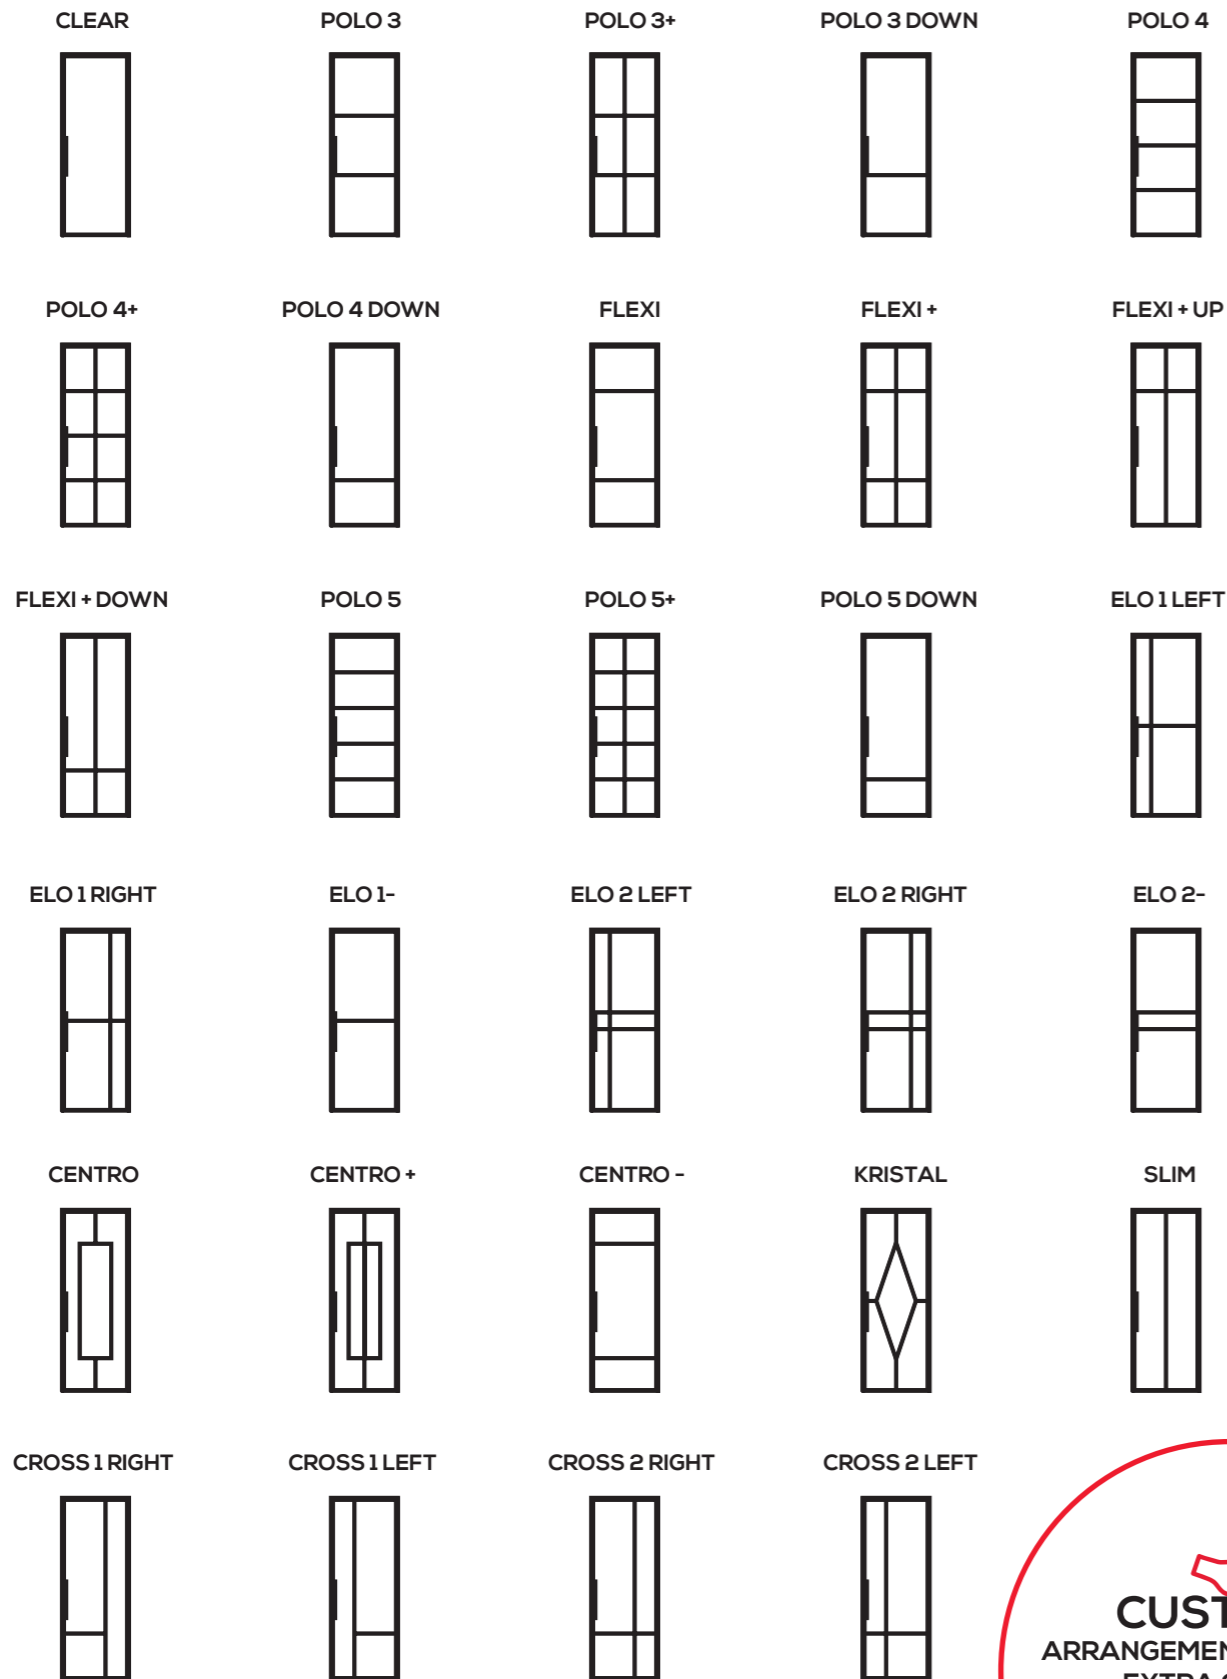 CLEAR
POLO 3
POLO 3+
POLO 3 DOWN
POLO 4
POLO 4+
POLO 4 DOWN
FLEXI
FLEXI +
FLEXI + UP
FLEXI + DOWN
POLO 5
POLO 5+
POLO 5 DOWN
ELO 1 LEFT
ELO 1 RIGHT
ELO 1-
ELO 2 LEFT
ELO 2 RIGHT
ELO 2-
CENTRO
CENTRO +
CENTRO -
KRISTAL
SLIM
CROSS 1 RIGHT
CROSS 1 LEFT
CROSS 2 RIGHT
CROSS 2 LEFT